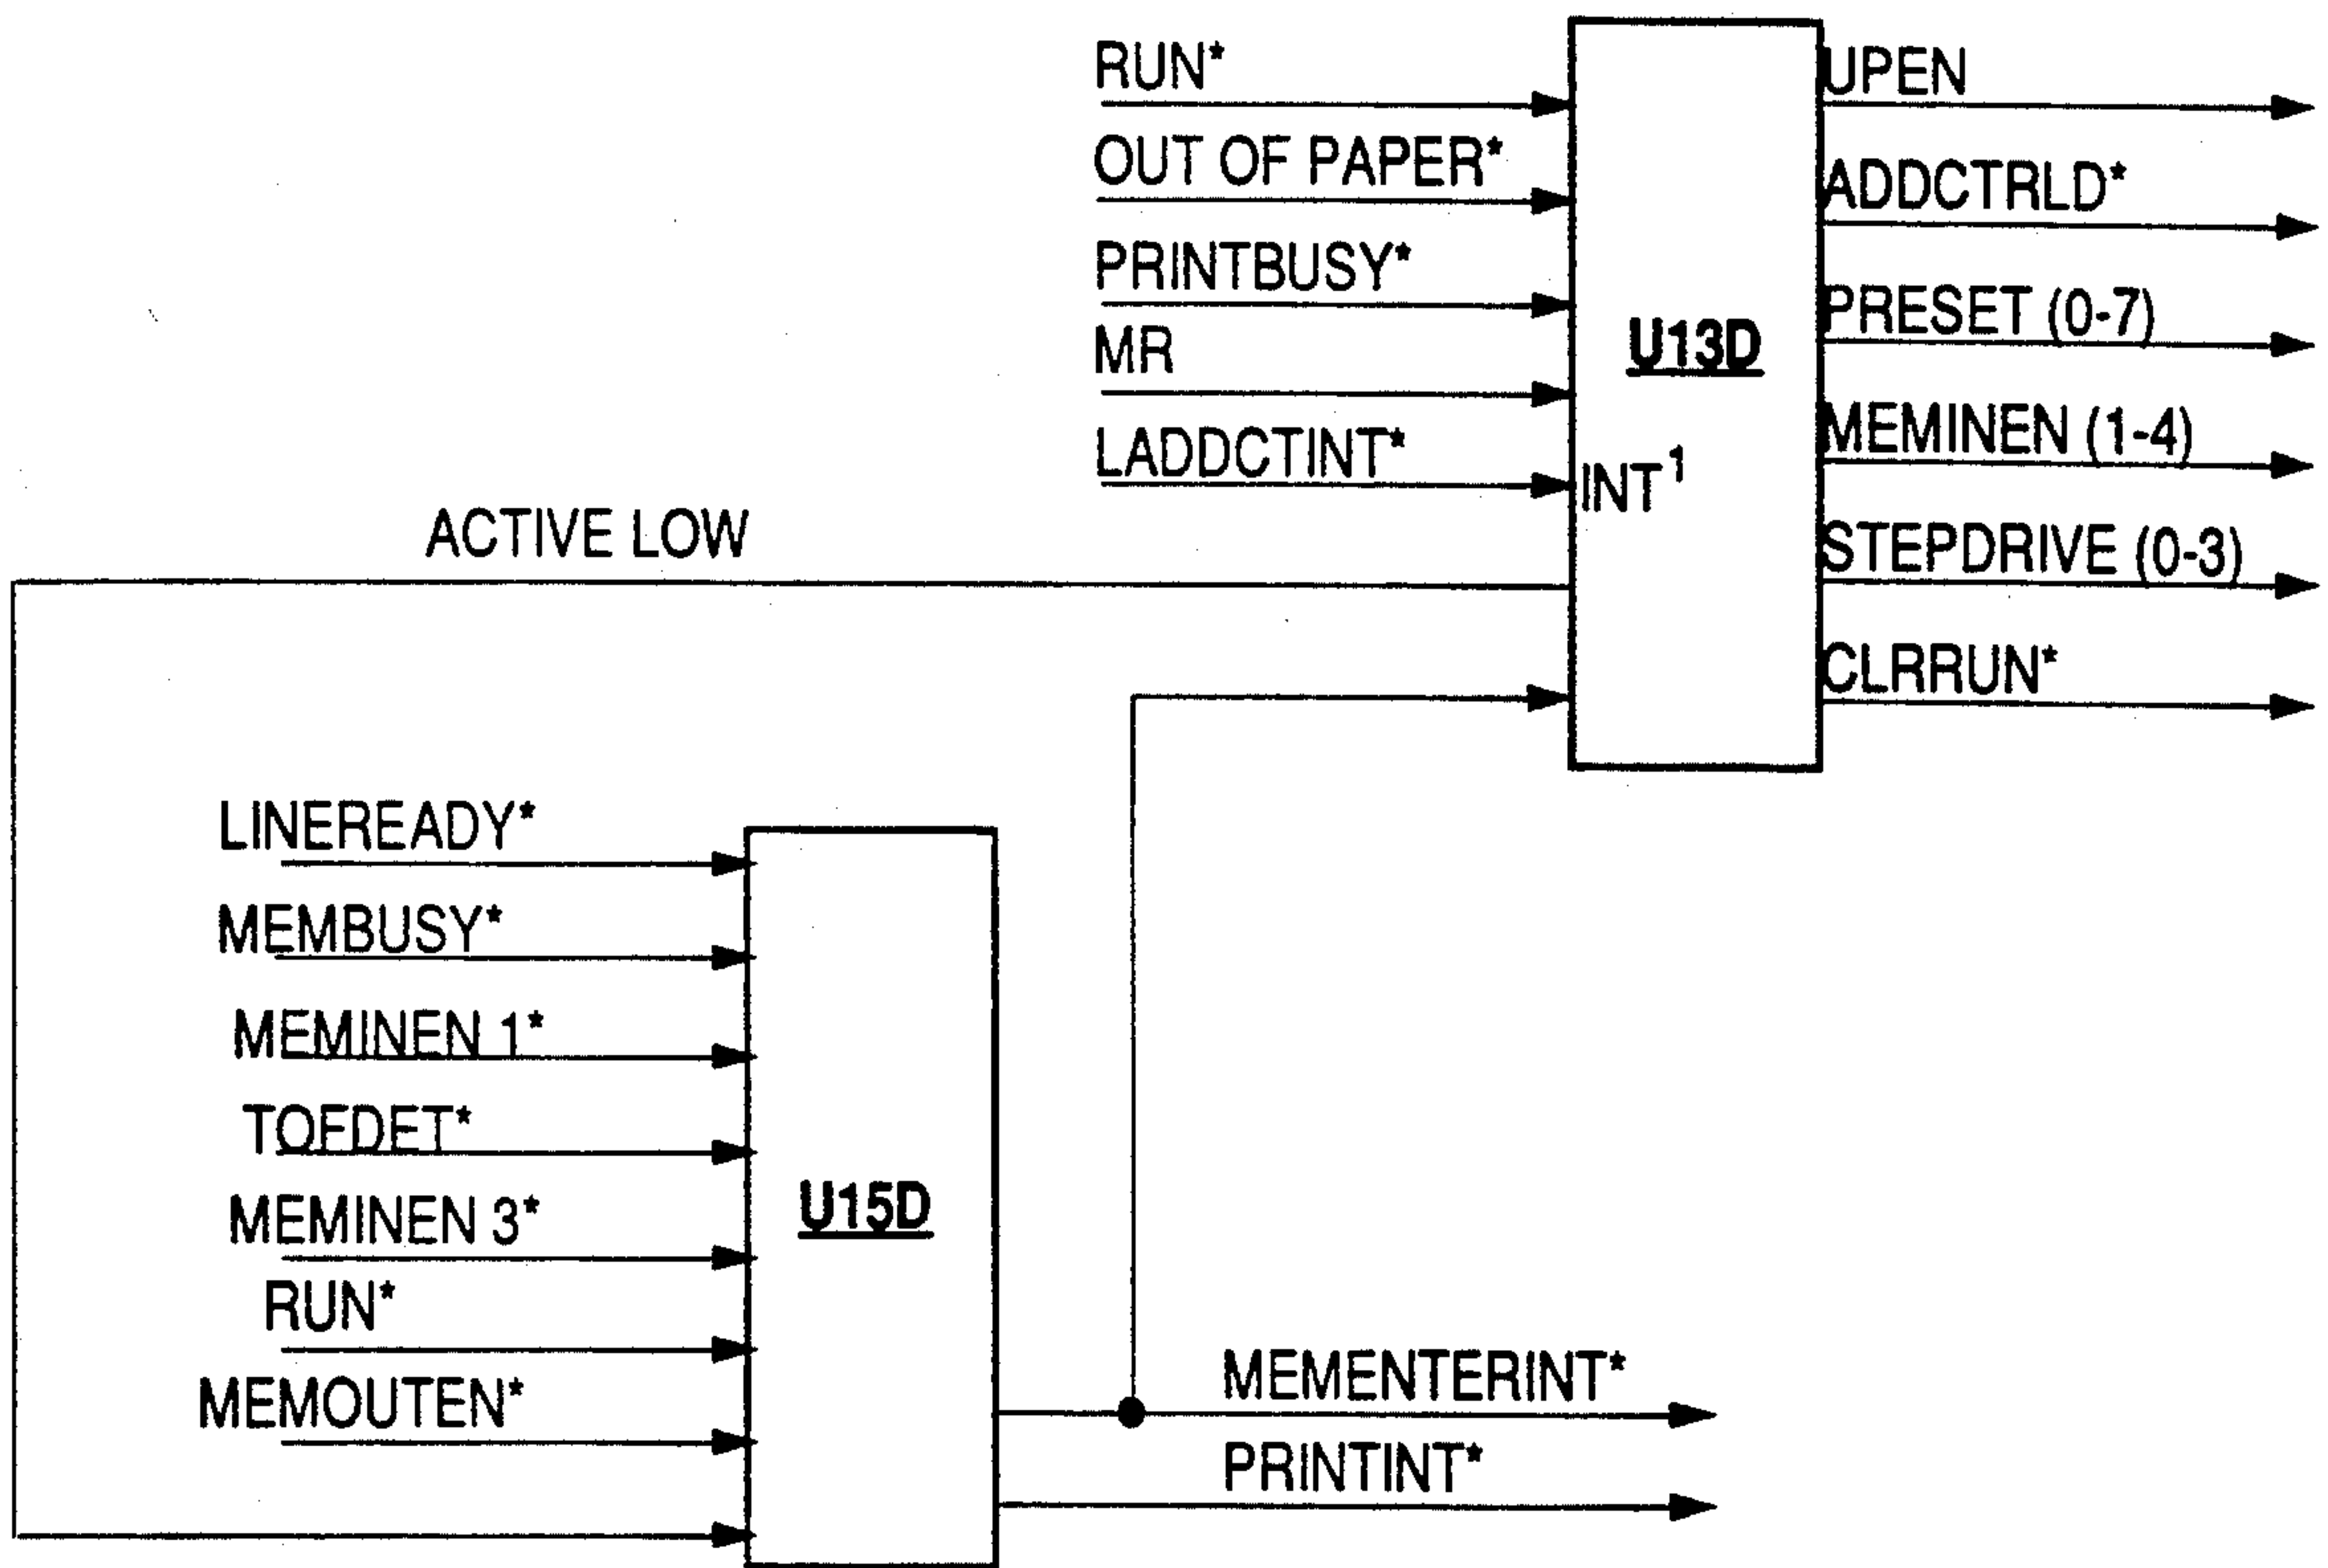 RUN*
OUT OF PAPER*
PRINTBUSY*
MR
LADDCTINT*
INT¹
U13D
UPEN
ADDCTRLD*
PRESET (0-7)
MEMINEN (1-4)
STEPDRIVE (0-3)
CLRRUN*
ACTIVE LOW
LINEREADY*
MEMBUSY*
MEMINEN 1*
TOFDET*
MEMINEN 3*
RUN*
MEMOUTEN*
U15D
MEMENTERINT*
PRINTINT*